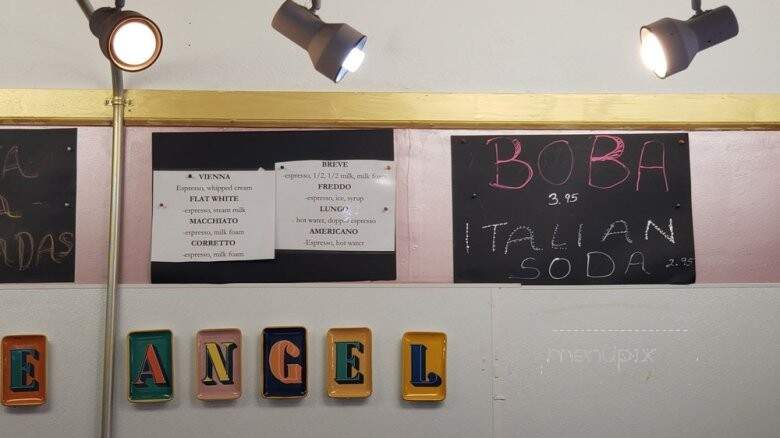 ADAS
VIENNA
Espresso, whipped cream
FLAT WHITE
-espresso, steam milk
MACCHIATO
-espresso, milk foam
CORRETTO
-espresso, milk foam
BREVE
-espresso, 1/2, 1/2 milk, milk foam
FREDDO
-espresso, ice, syrup
LUNGO
- hot water, doppio espresso
AMERICANO
-Espresso, hot water
BOBA
3.95
ITALIAN
SODA 2.95
E ANGEL
menupix